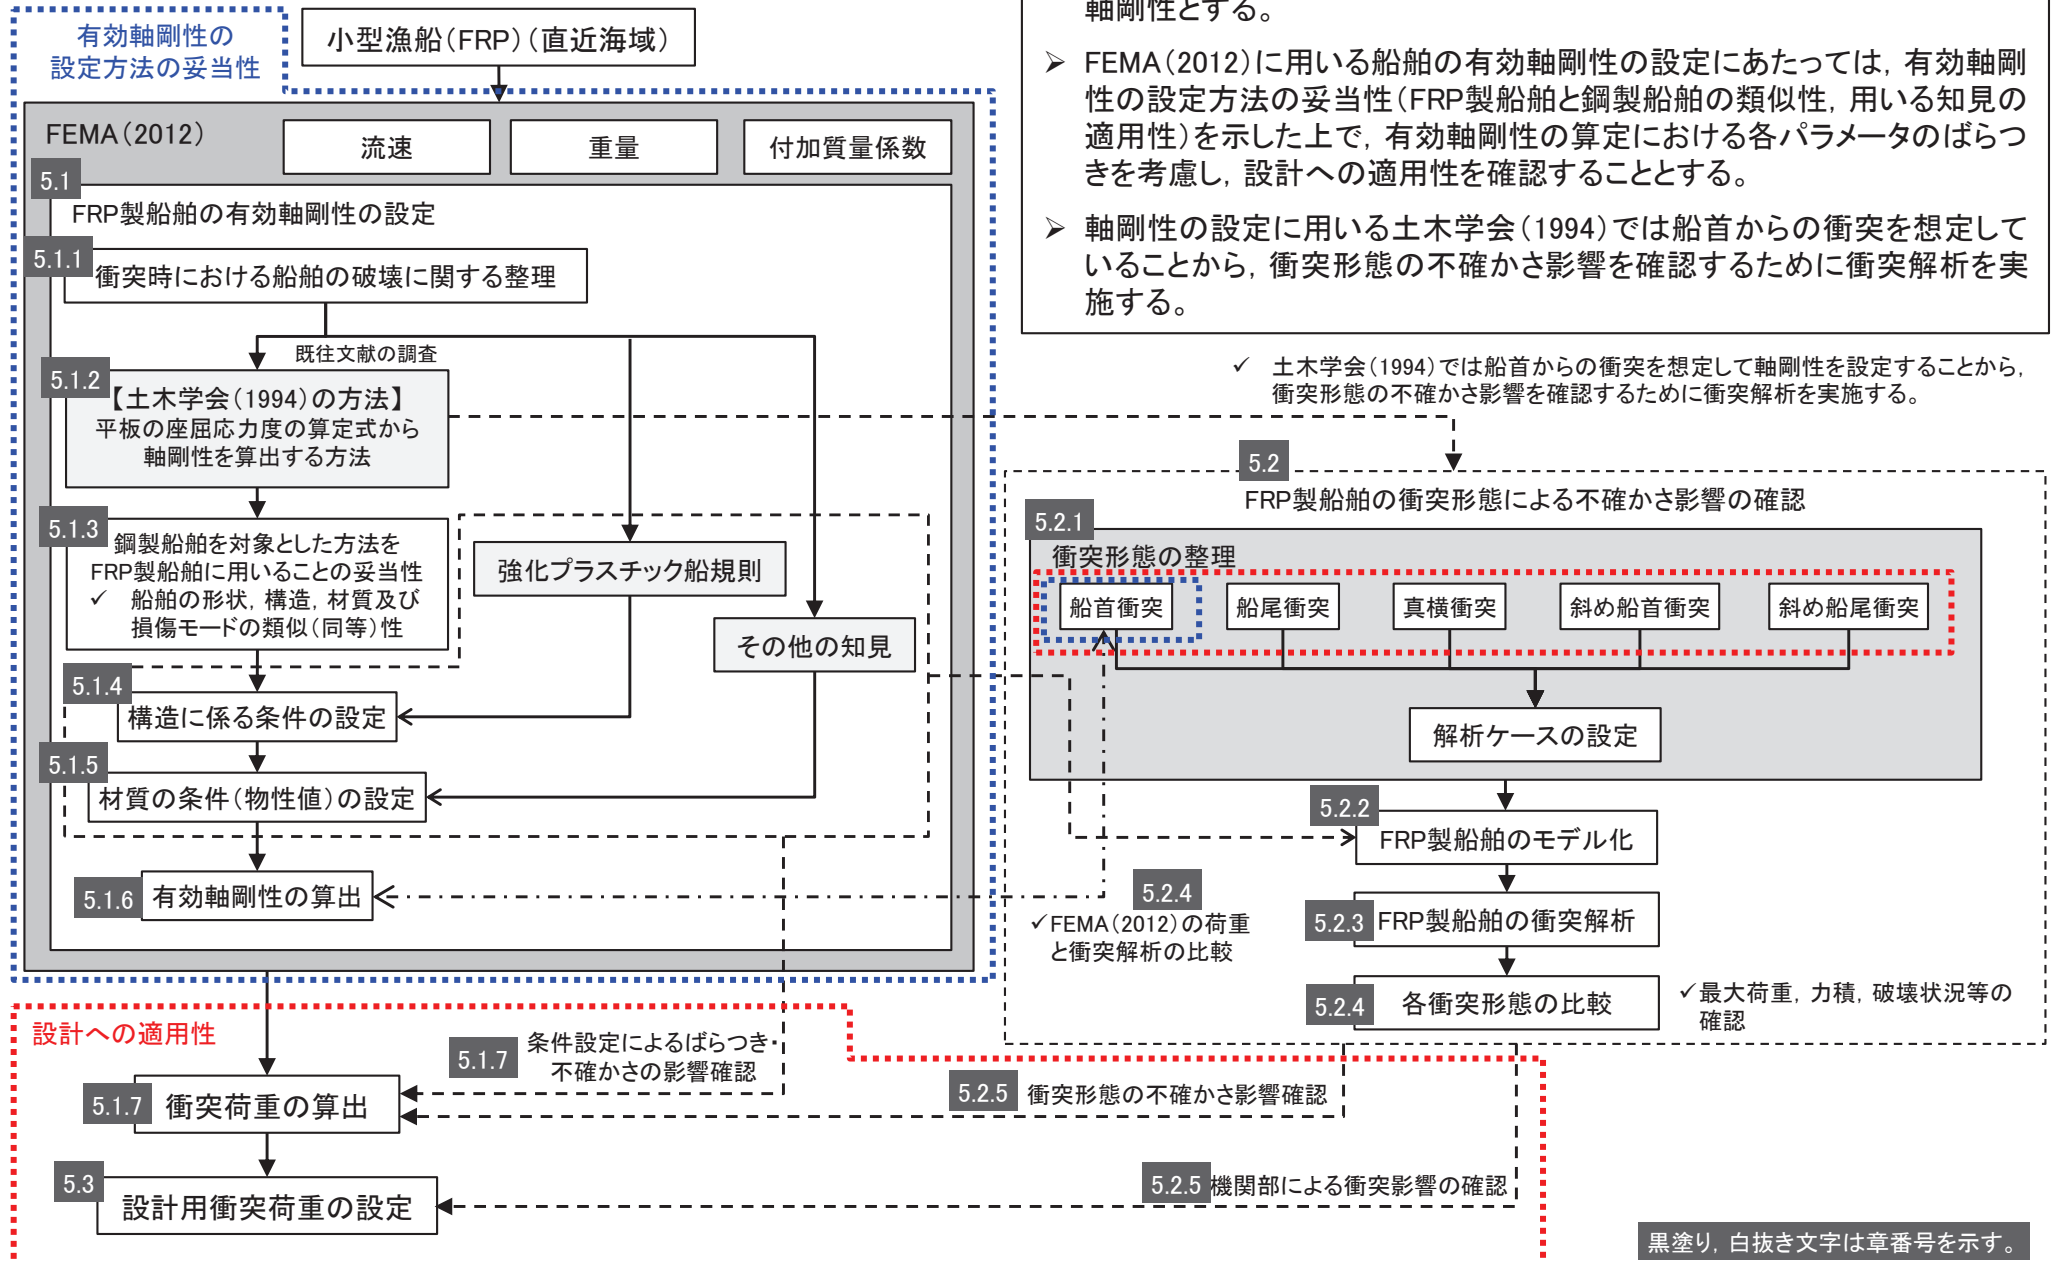 有効軸剛性の
設定方法の妥当性
小型漁船(FRP)(直近海域)
FEMA(2012)
流速
重量
付加質量係数
5.1
FRP製船舶の有効軸剛性の設定
5.1.1
衝突時における船舶の破壊に関する整理
既往文献の調査
5.1.2
【土木学会(1994)の方法】
平板の座屈応力度の算定式から
軸剛性を算出する方法
5.1.3
鋼製船舶を対象とした方法を
FRP製船舶に用いることの妥当性
✓ 船舶の形状,構造,材質及び
損傷モードの類似(同等)性
強化プラスチック船規則
その他の知見
5.1.4
構造に係る条件の設定
5.1.5
材質の条件(物性値)の設定
5.1.6
有効軸剛性の算出
軸剛性とする。
➢ FEMA(2012)に用いる船舶の有効軸剛性の設定にあたっては,有効軸剛
性の設定方法の妥当性(FRP製船舶と鋼製船舶の類似性,用いる知見の
適用性)を示した上で,有効軸剛性の算定における各パラメータのばらつ
きを考慮し,設計への適用性を確認することとする。
➢ 軸剛性の設定に用いる土木学会(1994)では船首からの衝突を想定して
いることから,衝突形態の不確かさ影響を確認するために衝突解析を実
施する。
✓ 土木学会(1994)では船首からの衝突を想定して軸剛性を設定することから,
衝突形態の不確かさ影響を確認するために衝突解析を実施する。
5.2
FRP製船舶の衝突形態による不確かさ影響の確認
5.2.1
衝突形態の整理
船首衝突
船尾衝突
真横衝突
斜め船首衝突
斜め船尾衝突
解析ケースの設定
5.2.2
FRP製船舶のモデル化
5.2.4
✓FEMA(2012)の荷重
と衝突解析の比較
5.2.3
FRP製船舶の衝突解析
5.2.4
各衝突形態の比較
✓最大荷重,力積,破壊状況等の
確認
設計への適用性
5.1.7
条件設定によるばらつき・
不確かさの影響確認
5.1.7
衝突荷重の算出
5.2.5
衝突形態の不確かさ影響確認
5.3
設計用衝突荷重の設定
5.2.5
機関部による衝突影響の確認
黒塗り,白抜き文字は章番号を示す。